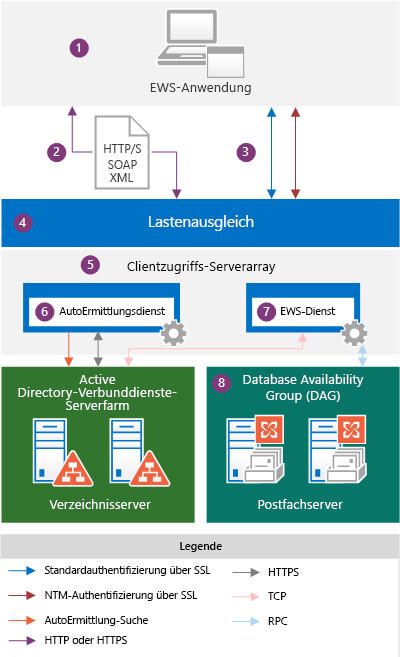 1
EWS-Anwendung
2
HTTP/S
SOAP
XML
3
4
Lastenausgleich
5
Clientzugriffs-Serverarray
6
AutoErmittlungsdienst
7
EWS-Dienst
Active
Directory-Verbunddienste-
Serverfarm
Verzeichnisserver
8
Database Availability
Group (DAG)
Postfachserver
Legende
Standardauthentifizierung über SSL
NTM-Authentifizierung über SSL
AutoErmittlung-Suche
HTTP oder HTTPS
HTTPS
TCP
RPC